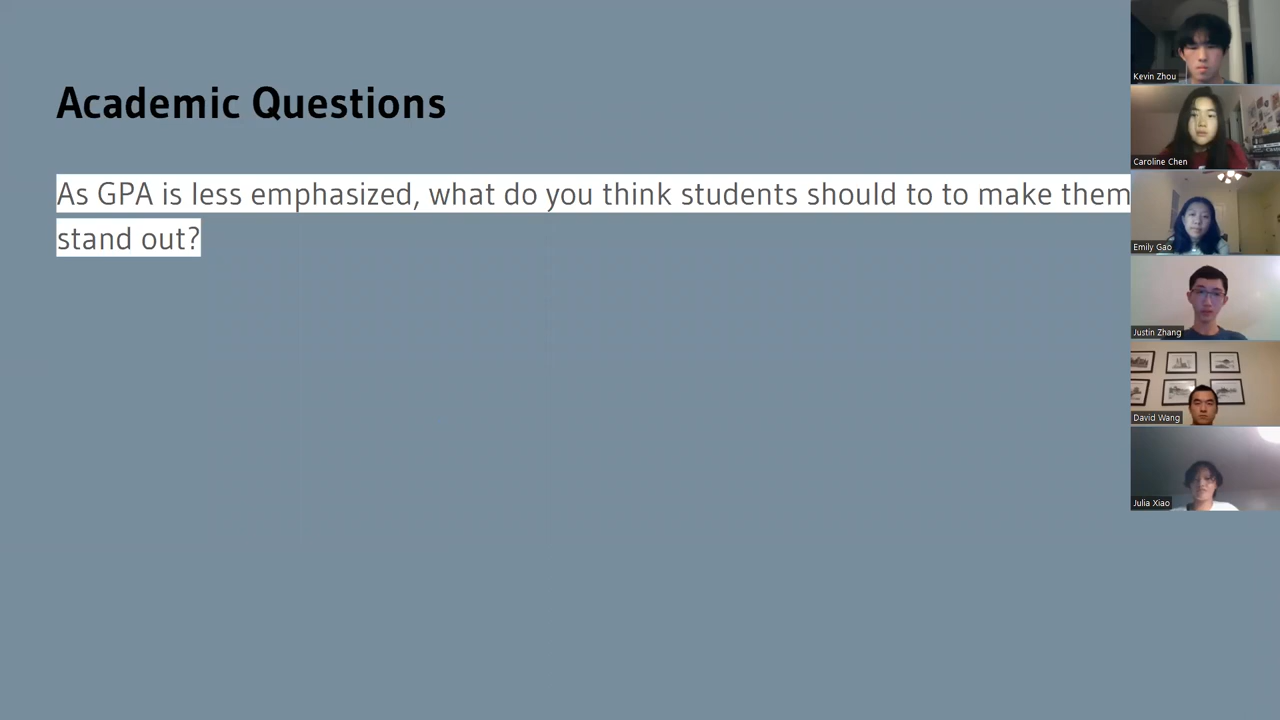 Academic Questions
As GPA is less emphasized, what do you think students should to to make them
stand out?
Kevin Zhou
Caroline Chen
Emily Gao
Justin Zhang
David Wang
Julia Xiao